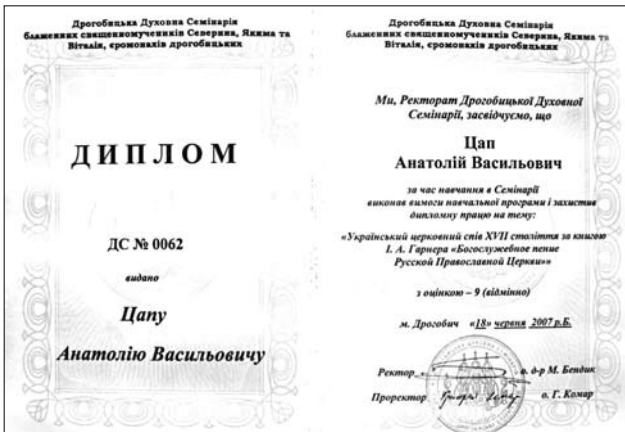 Дрогобицька Духовна Семінарія
блаженних священномучеників Северина, Якима та
Віталія, єромонахів дрогобицьких
ДИПЛОМ
ДС № 0062
видано
Цапу
Анатолію Васильовичу
Дрогобицька Духовна Семінарія
блаженних священномучеників Северина, Якима та
Віталія, єромонахів дрогобицьких
Ми, Ректорат Дрогобицької Духовної
Семінарії, засвідчуємо, що
Цап
Анатолій Васильович
за час навчання в Семінарії
виконав вимоги навчальної програми і захистив
дипломну працю на тему:
«Український церковний спів XVII століття за книгою
І. А. Гарнера «Богослужебное пение
Русской Православной Церкви»»
з оцінкою – 9 (відмінно)
м. Дрогобич «18» червня 2007 р.Б.
Ректор о. д-р М. Бендик
Проректор о. Г. Комар